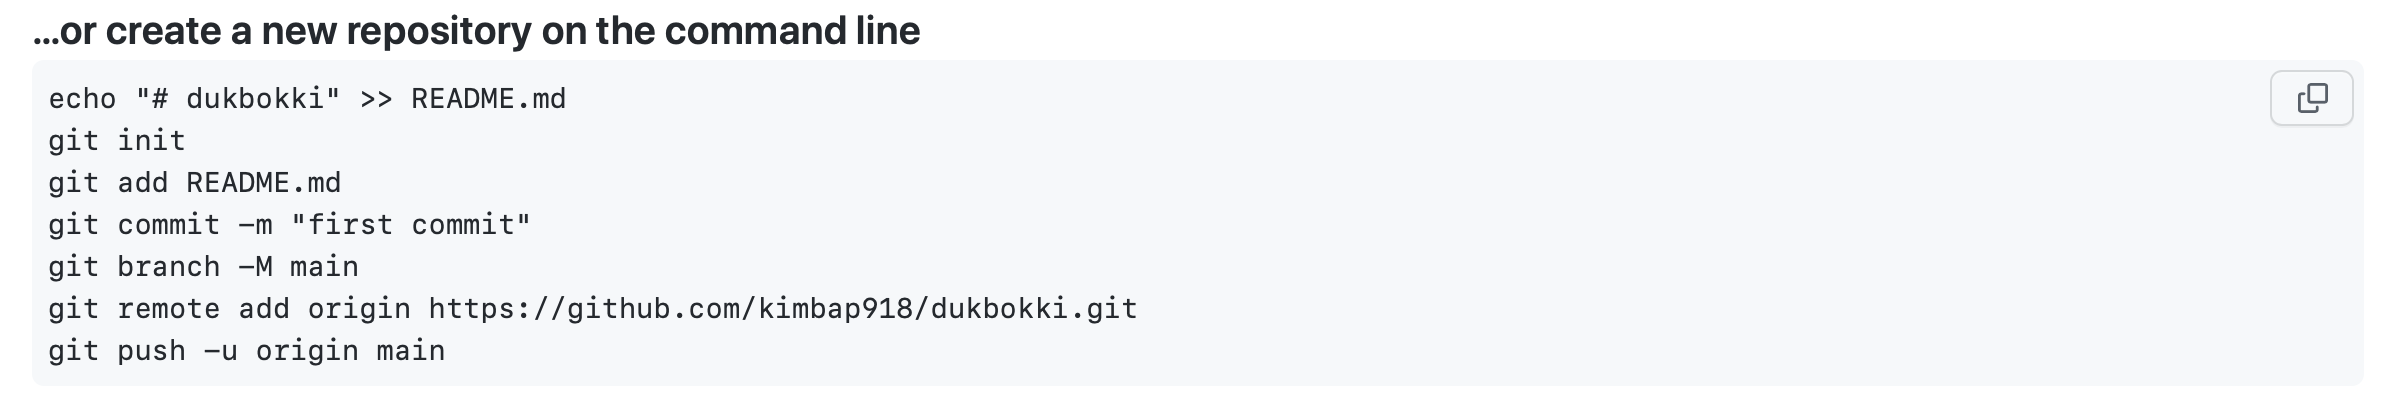 ...or create a new repository on the command line
echo "# dukbokki" >> README.md
git init
git add README.md
git commit -m "first commit"
git branch -M main
git remote add origin https://github.com/kimbap918/dukbokki.git
git push -u origin main